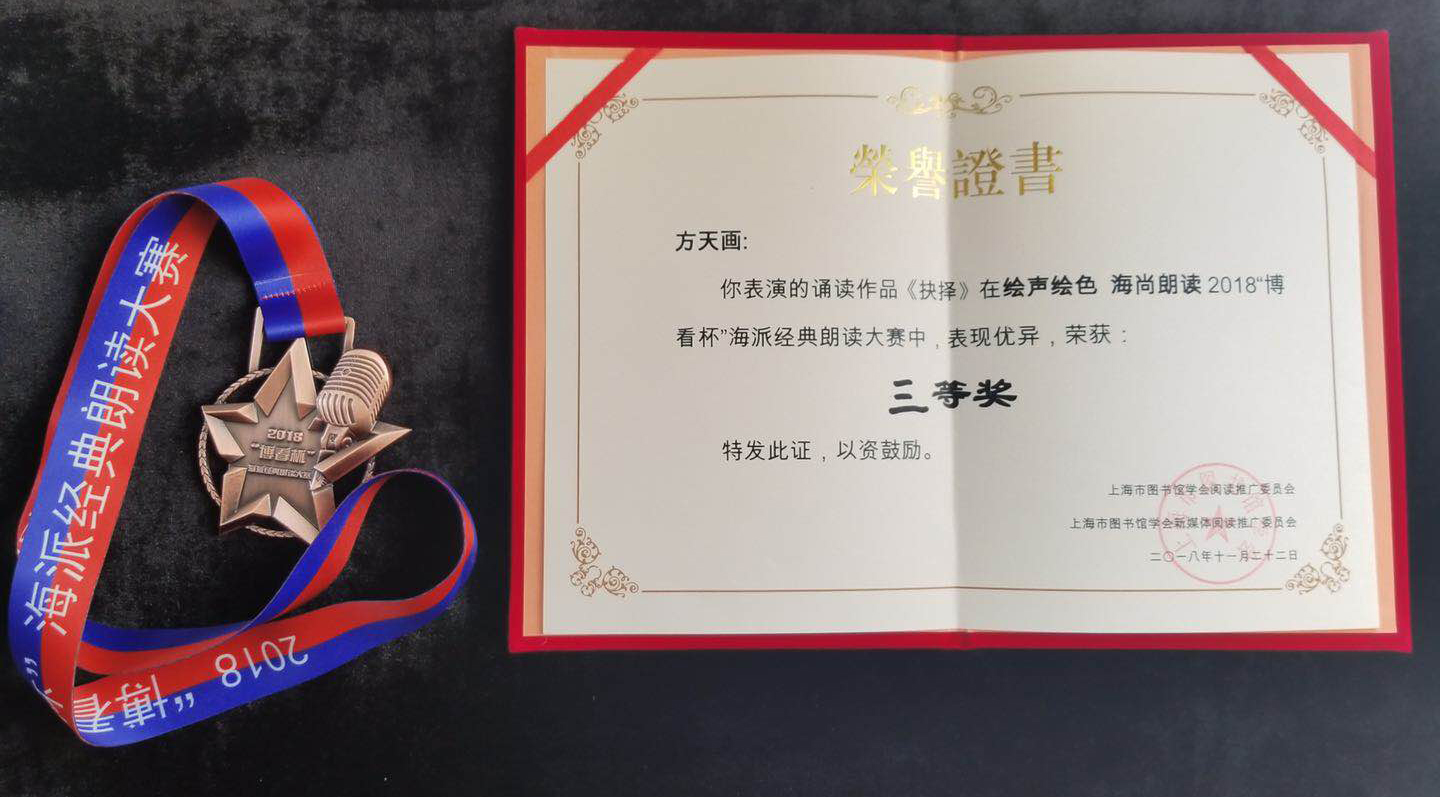 海派经典朗读大赛
2018 “博看
2018
榮譽證書
方天画:
你表演的诵读作品《抉择》在绘声绘色 海尚朗读 2018“博
看杯”海派经典朗读大赛中，表现优异，荣获：
三等奖
特发此证，以资鼓励。
上海市图书馆学会阅读推广委员会
上海市图书馆学会新媒体阅读推广委员会
二〇一八年十一月二十二日